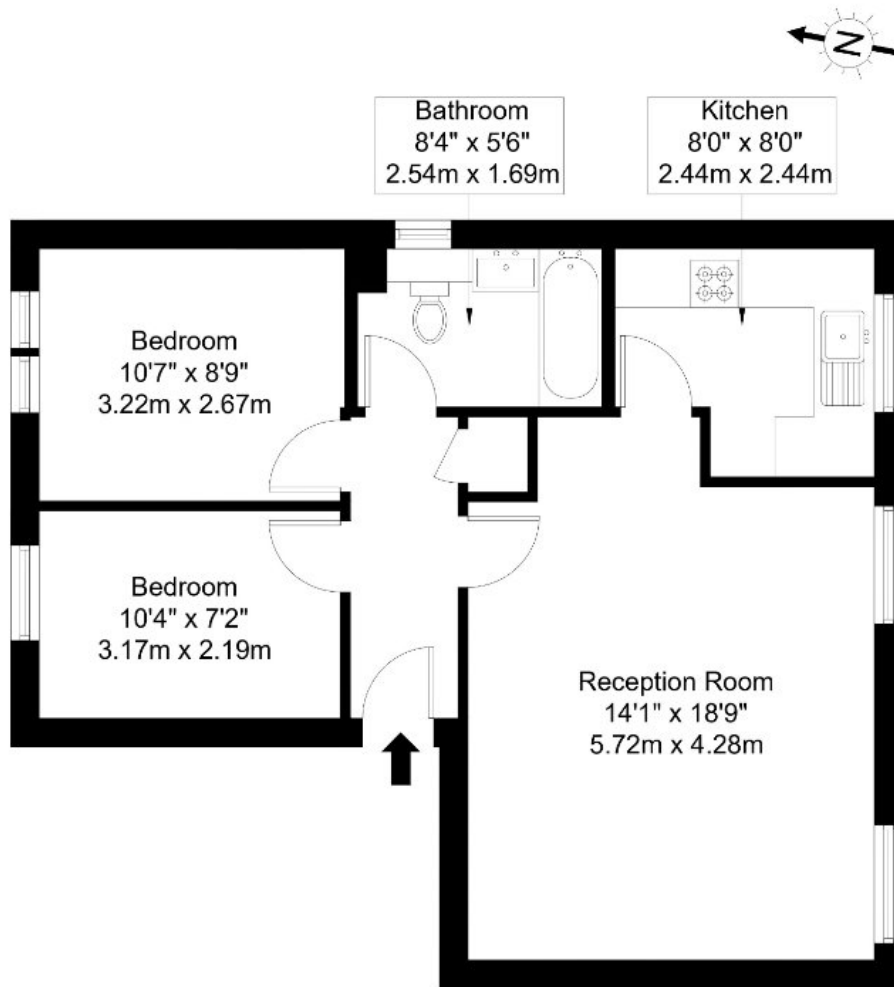 N
Bathroom
8'4" x 5'6"
2.54m x 1.69m
Kitchen
8'0" x 8'0"
2.44m x 2.44m
Bedroom
10'7" x 8'9"
3.22m x 2.67m
Bedroom
10'4" x 7'2"
3.17m x 2.19m
Reception Room
14'1" x 18'9"
5.72m x 4.28m